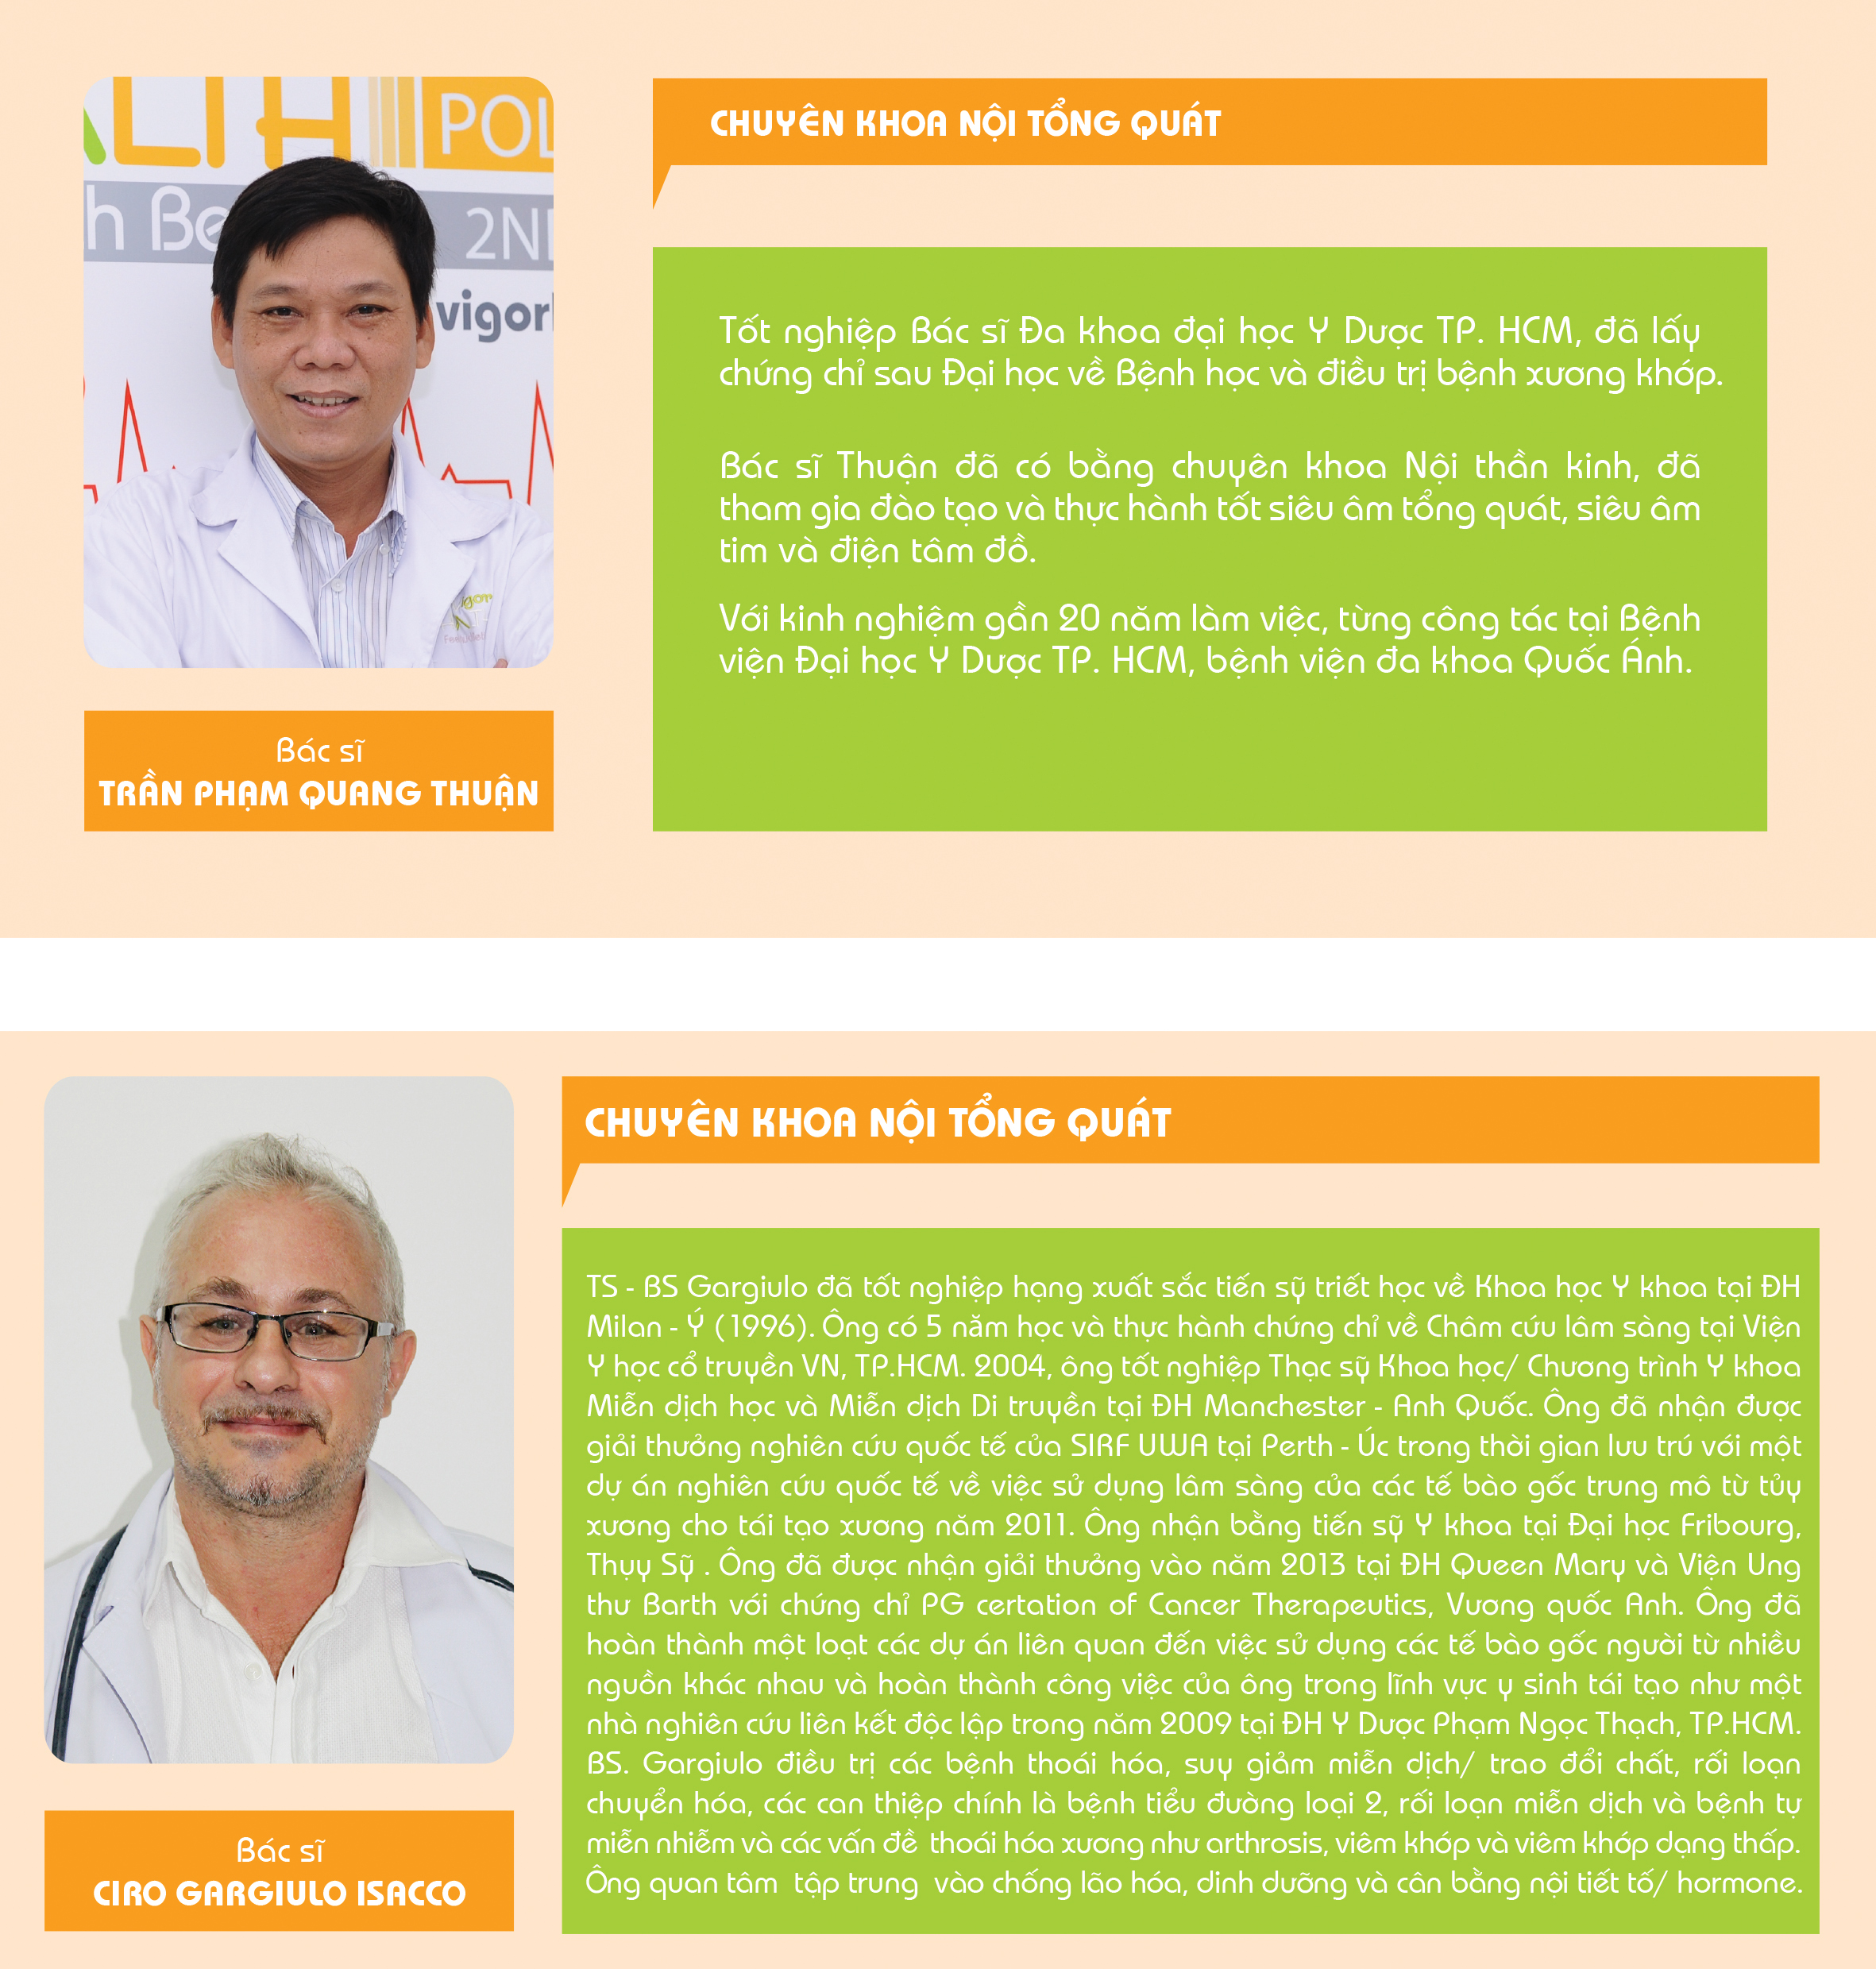 ALTH
POL
h Be
2N
vigor
CHUYÊN KHOA NỘI TỔNG QUÁT
Tốt nghiệp Bác sĩ Đa khoa đại học Y Dược TP. HCM, đã lấy
chứng chỉ sau Đại học về Bệnh học và điều trị bệnh xương khớp.
Bác sĩ Thuận đã có bằng chuyên khoa Nội thần kinh, đã
tham gia đào tạo và thực hành tốt siêu âm tổng quát, siêu âm
tim và điện tâm đồ.
Với kinh nghiệm gần 20 năm làm việc, từng công tác tại Bệnh
viện Đại học Y Dược TP. HCM, bệnh viện đa khoa Quốc Ánh.
Bác sĩ
TRẦN PHẠM QUANG THUẬN
CHUYÊN KHOA NỘI TỔNG QUÁT
TS - BS Gargiulo đã tốt nghiệp hạng xuất sắc tiến sỹ triết học về Khoa học Y khoa tại ĐH
Milan - Ý (1996). Ông có 5 năm học và thực hành chứng chỉ về Châm cứu lâm sàng tại Viện
Y học cổ truyền VN, TP.HCM. 2004, ông tốt nghiệp Thạc sỹ Khoa học/ Chương trình Y khoa
Miễn dịch học và Miễn dịch Di truyền tại ĐH Manchester - Anh Quốc. Ông đã nhận được
giải thưởng nghiên cứu quốc tế của SIRF UWA tại Perth - Úc trong thời gian lưu trú với một
dự án nghiên cứu quốc tế về việc sử dụng lâm sàng của các tế bào gốc trung mô từ tủy
xương cho tái tạo xương năm 2011. Ông nhận bằng tiến sỹ Y khoa tại Đại học Fribourg,
Thụy Sỹ . Ông đã được nhận giải thưởng vào năm 2013 tại ĐH Queen Mary và Viện Ung
thư Barth với chứng chỉ PG certation of Cancer Therapeutics, Vương quốc Anh. Ông đã
hoàn thành một loạt các dự án liên quan đến việc sử dụng các tế bào gốc người từ nhiều
nguồn khác nhau và hoàn thành công việc của ông trong lĩnh vực y sinh tái tạo như một
nhà nghiên cứu liên kết độc lập trong năm 2009 tại ĐH Y Dược Phạm Ngọc Thạch, TP.HCM.
BS. Gargiulo điều trị các bệnh thoái hóa, suy giảm miễn dịch/ trao đổi chất, rối loạn
chuyển hóa, các can thiệp chính là bệnh tiểu đường loại 2, rối loạn miễn dịch và bệnh tự
miễn nhiễm và các vấn đề thoái hóa xương như arthrosis, viêm khớp và viêm khớp dạng thấp.
Ông quan tâm tập trung vào chống lão hóa, dinh dưỡng và cân bằng nội tiết tố/ hormone.
Bác sĩ
CIRO GARGIULO ISACCO